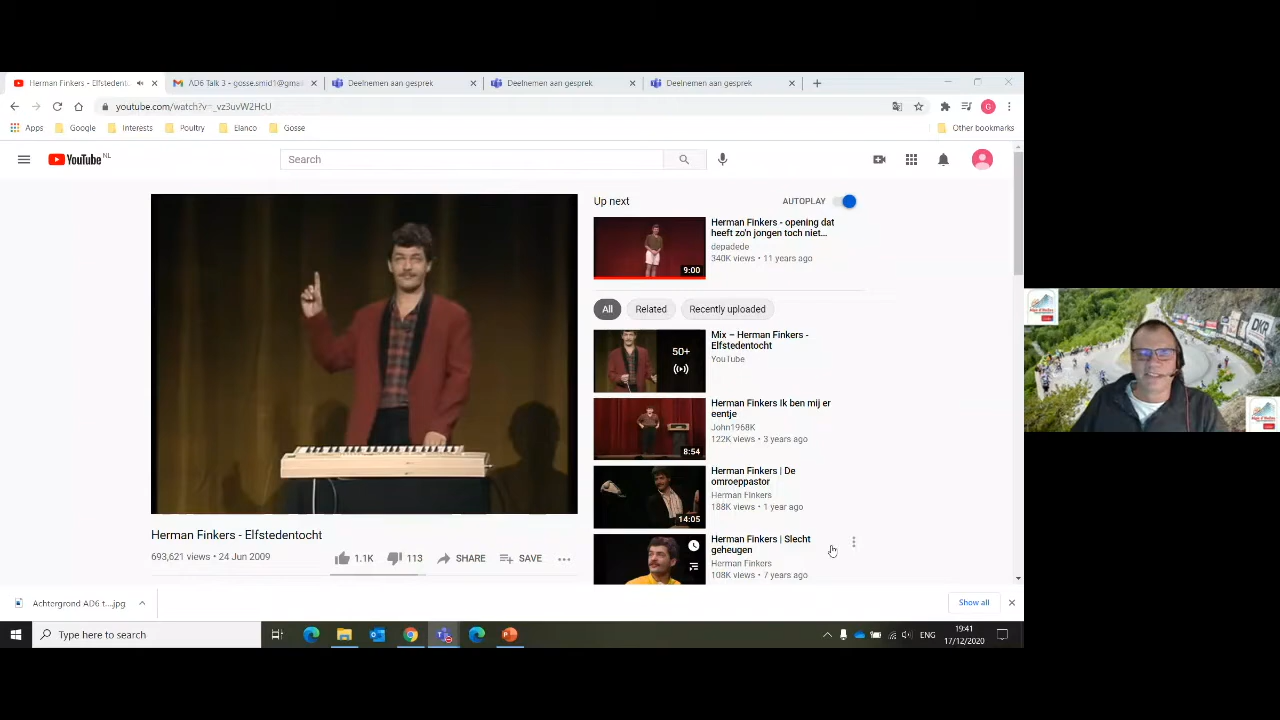 Herman Finkers - Elfstedentc
AD6 Talk 3 - gosse.smid1@gmai
Deelnemen aan gesprek
Deelnemen aan gesprek
Deelnemen aan gesprek
youtube.com/watch?v=_vz3uvW2HcU
Apps
Google
Interests
Poultry
Elanco
Gosse
Other bookmarks
YouTube NL
Search
Up next
AUTOPLAY
Herman Finkers - opening dat
heeft zo'n jongen toch niet...
depadede
340K views • 11 years ago
9:00
All
Related
Recently uploaded
50+
Mix – Herman Finkers -
Elfstedentocht
YouTube
Herman Finkers Ik ben mij er
eentje
John1968K
122K views • 3 years ago
8:54
Herman Finkers | De
omroeppastor
Herman Finkers
188K views • 1 year ago
14:05
Herman Finkers | Slecht
geheugen
Herman Finkers
108K views • 7 years ago
Herman Finkers - Elfstedentocht
693,621 views • 24 Jun 2009
1.1K
113
SHARE
SAVE
Achtergrond AD6 t....jpg
Show all
Type here to search
ENG
19:41
17/12/2020